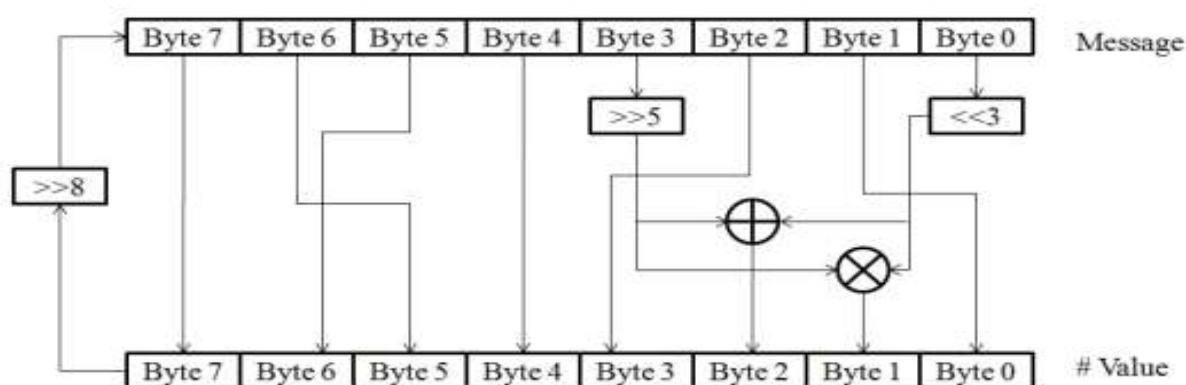 Byte 7 Byte 6 Byte 5 Byte 4 Byte 3 Byte 2 Byte 1 Byte 0 Message
>>5 <<3
>>8
Byte 7 Byte 6 Byte 5 Byte 4 Byte 3 Byte 2 Byte 1 Byte 0 # Value